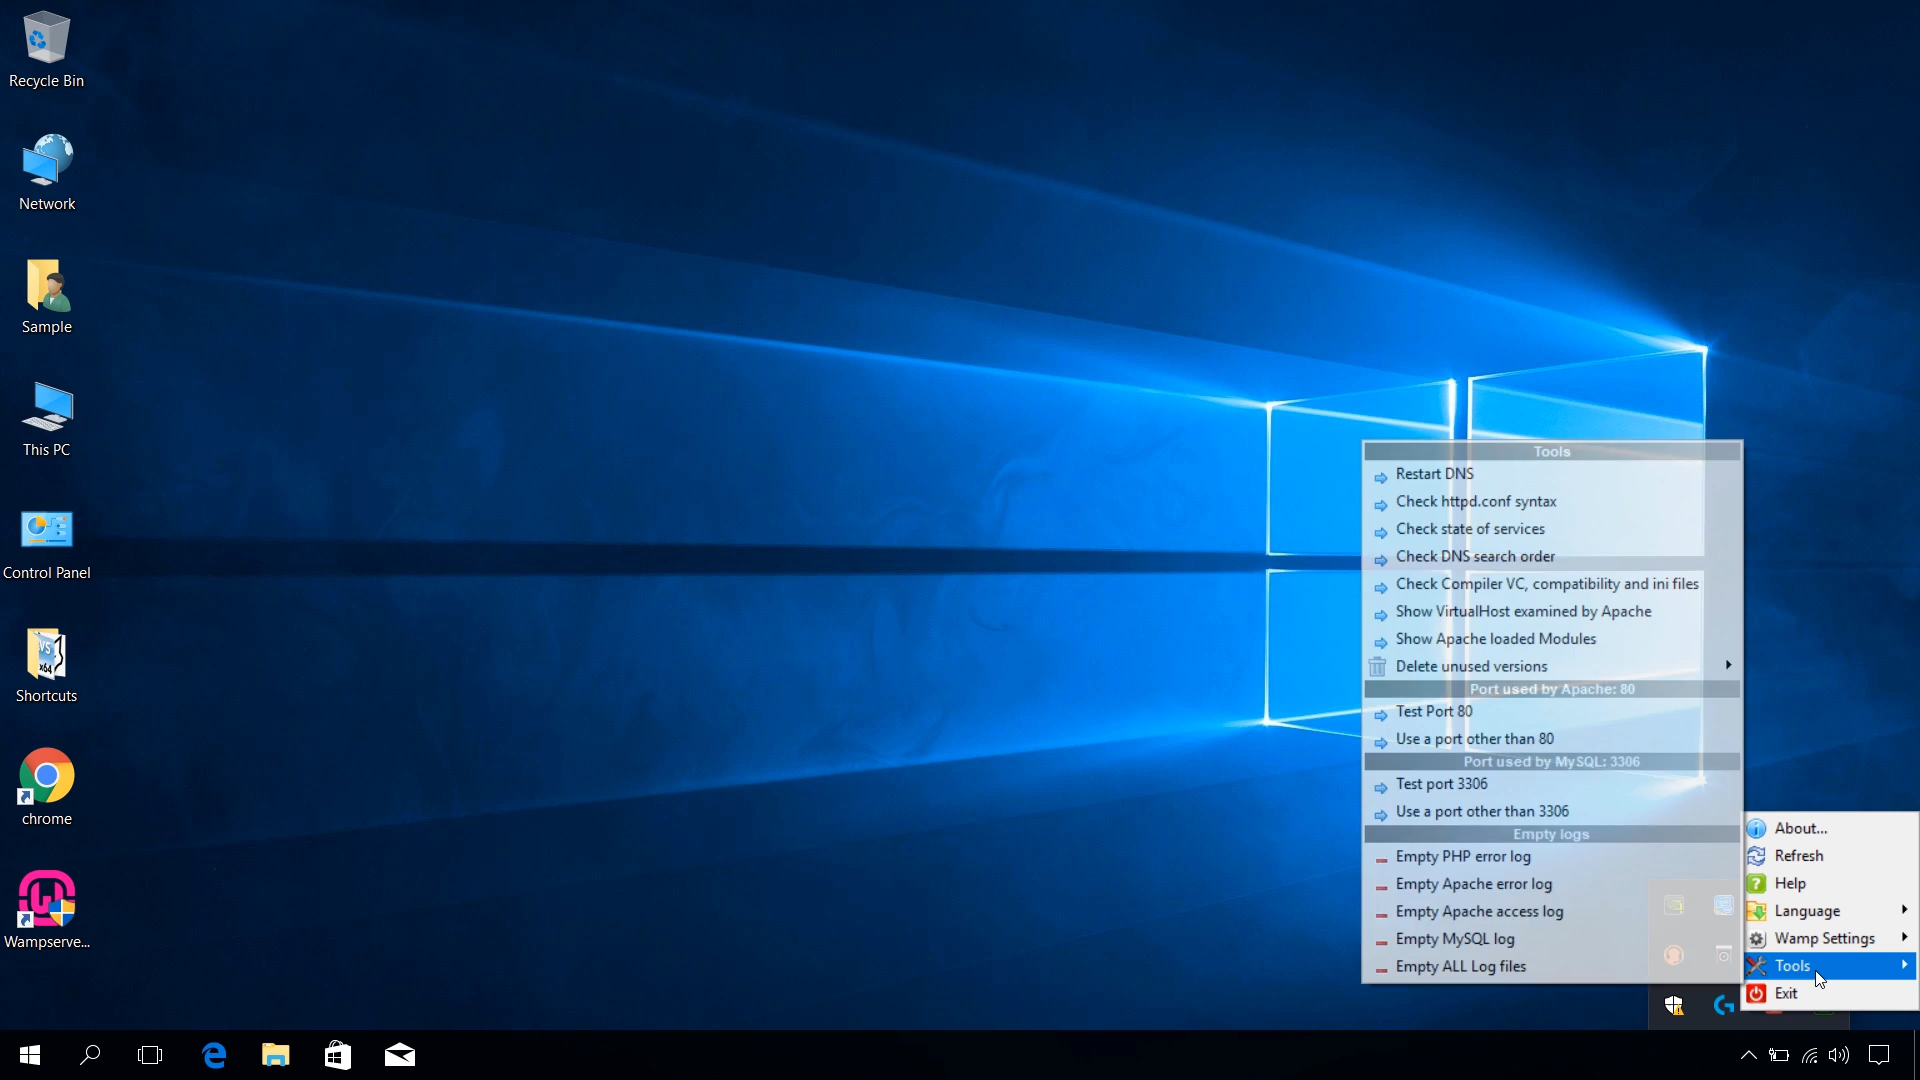 Recycle Bin
Network
Sample
This PC
Control Panel
VS
x64
Shortcuts
chrome
Wampserve...
Tools
Restart DNS
Check httpd.conf syntax
Check state of services
Check DNS search order
Check Compiler VC, compatibility and ini files
Show VirtualHost examined by Apache
Show Apache loaded Modules
Delete unused versions
Port used by Apache: 80
Test Port 80
Use a port other than 80
Port used by MySQL: 3306
Test port 3306
Use a port other than 3306
Empty logs
Empty PHP error log
Empty Apache error log
Empty Apache access log
Empty MySQL log
Empty ALL Log files
About...
Refresh
Help
Language
Wamp Settings
Tools
Exit